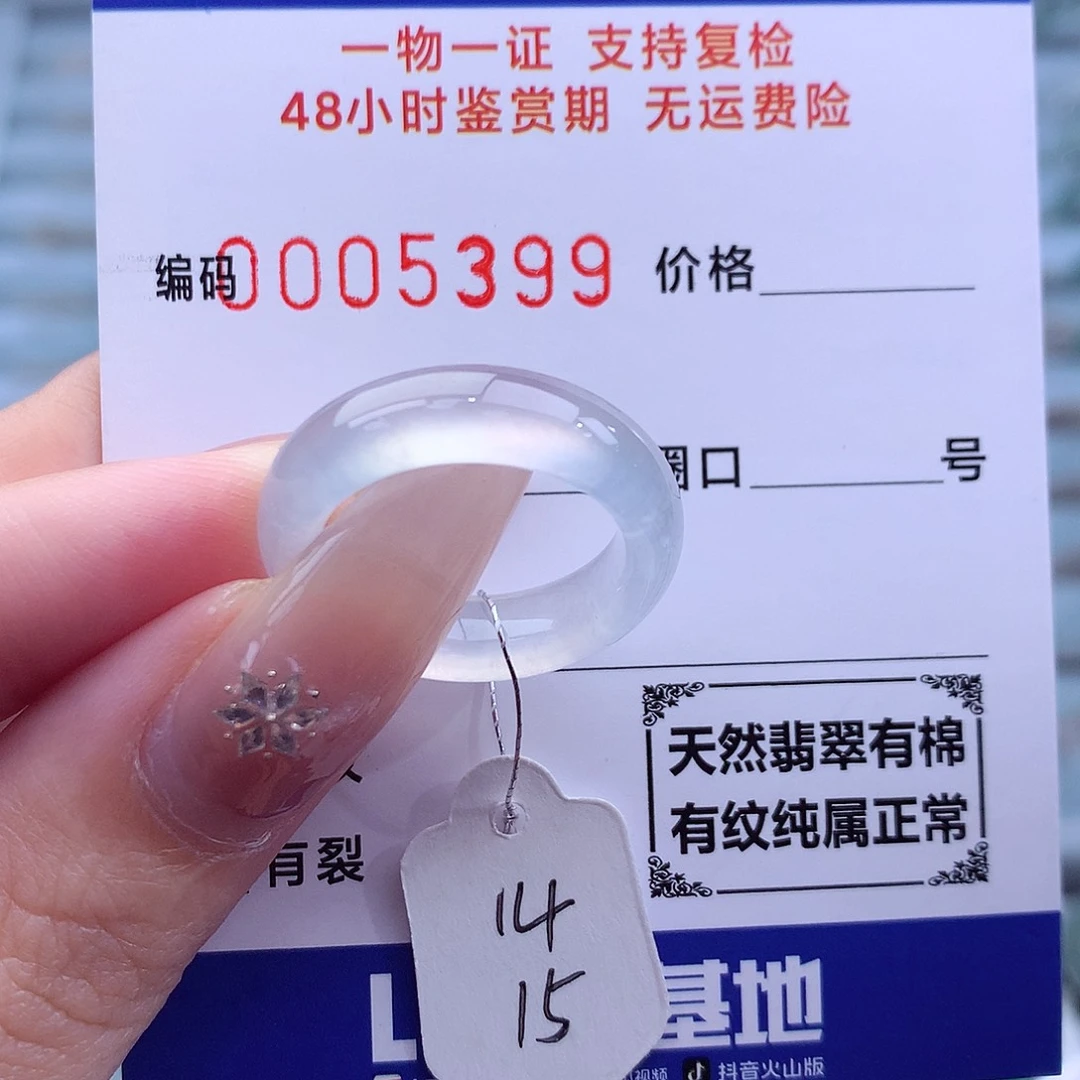 一物一证 支持复检
48小时鉴赏期 无运费险
编码0005399 价格
圈口 号
天然翡翠有棉
有纹纯属正常
有裂
14
15
基地
视频 抖音火山版